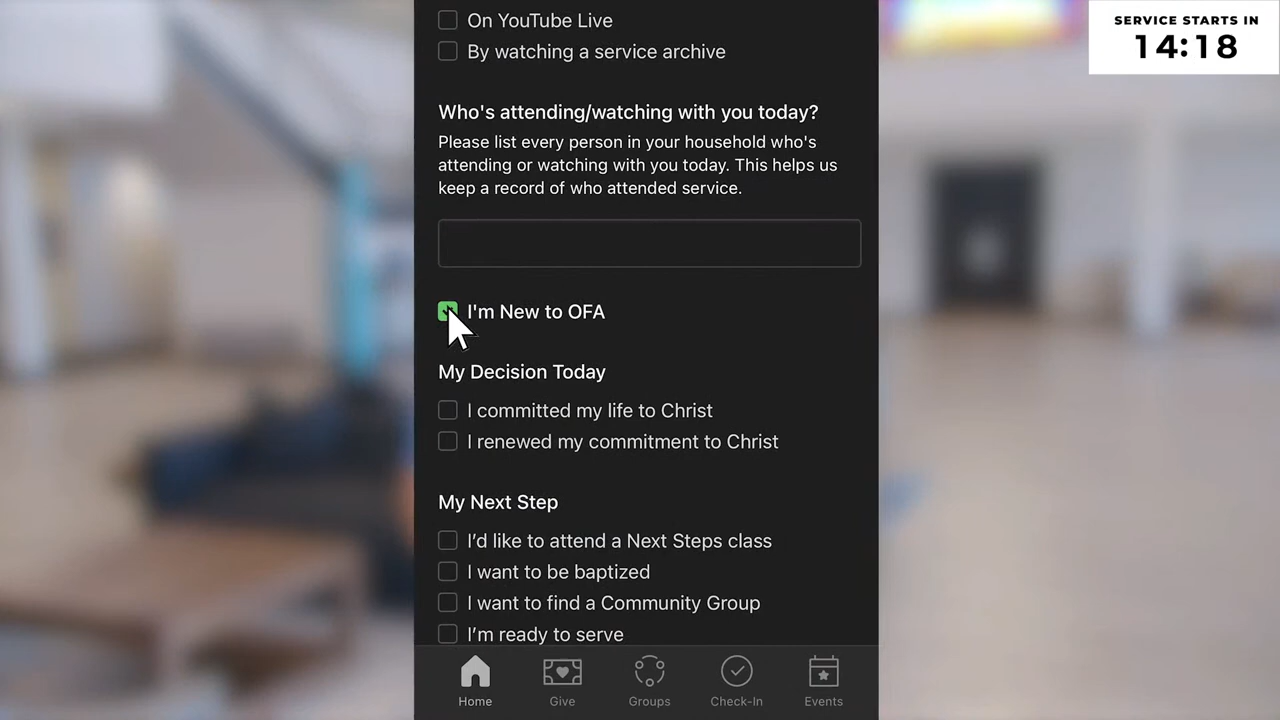 SERVICE STARTS IN
14:18
On YouTube Live
By watching a service archive
Who's attending/watching with you today?
Please list every person in your household who's
attending or watching with you today. This helps us
keep a record of who attended service.
I'm New to OFA
My Decision Today
I committed my life to Christ
I renewed my commitment to Christ
My Next Step
I’d like to attend a Next Steps class
I want to be baptized
I want to find a Community Group
I’m ready to serve
Home
Give
Groups
Check-In
Events